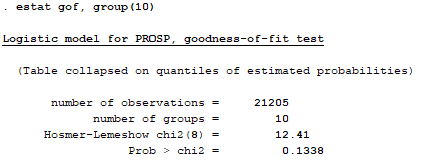 . estat gof, group(10)
Logistic model for PROSP, goodness-of-fit test
(Table collapsed on quantiles of estimated probabilities)
number of observations = 21205
number of groups = 10
Hosmer-Lemeshow chi2(8) = 12.41
Prob > chi2 = 0.1338